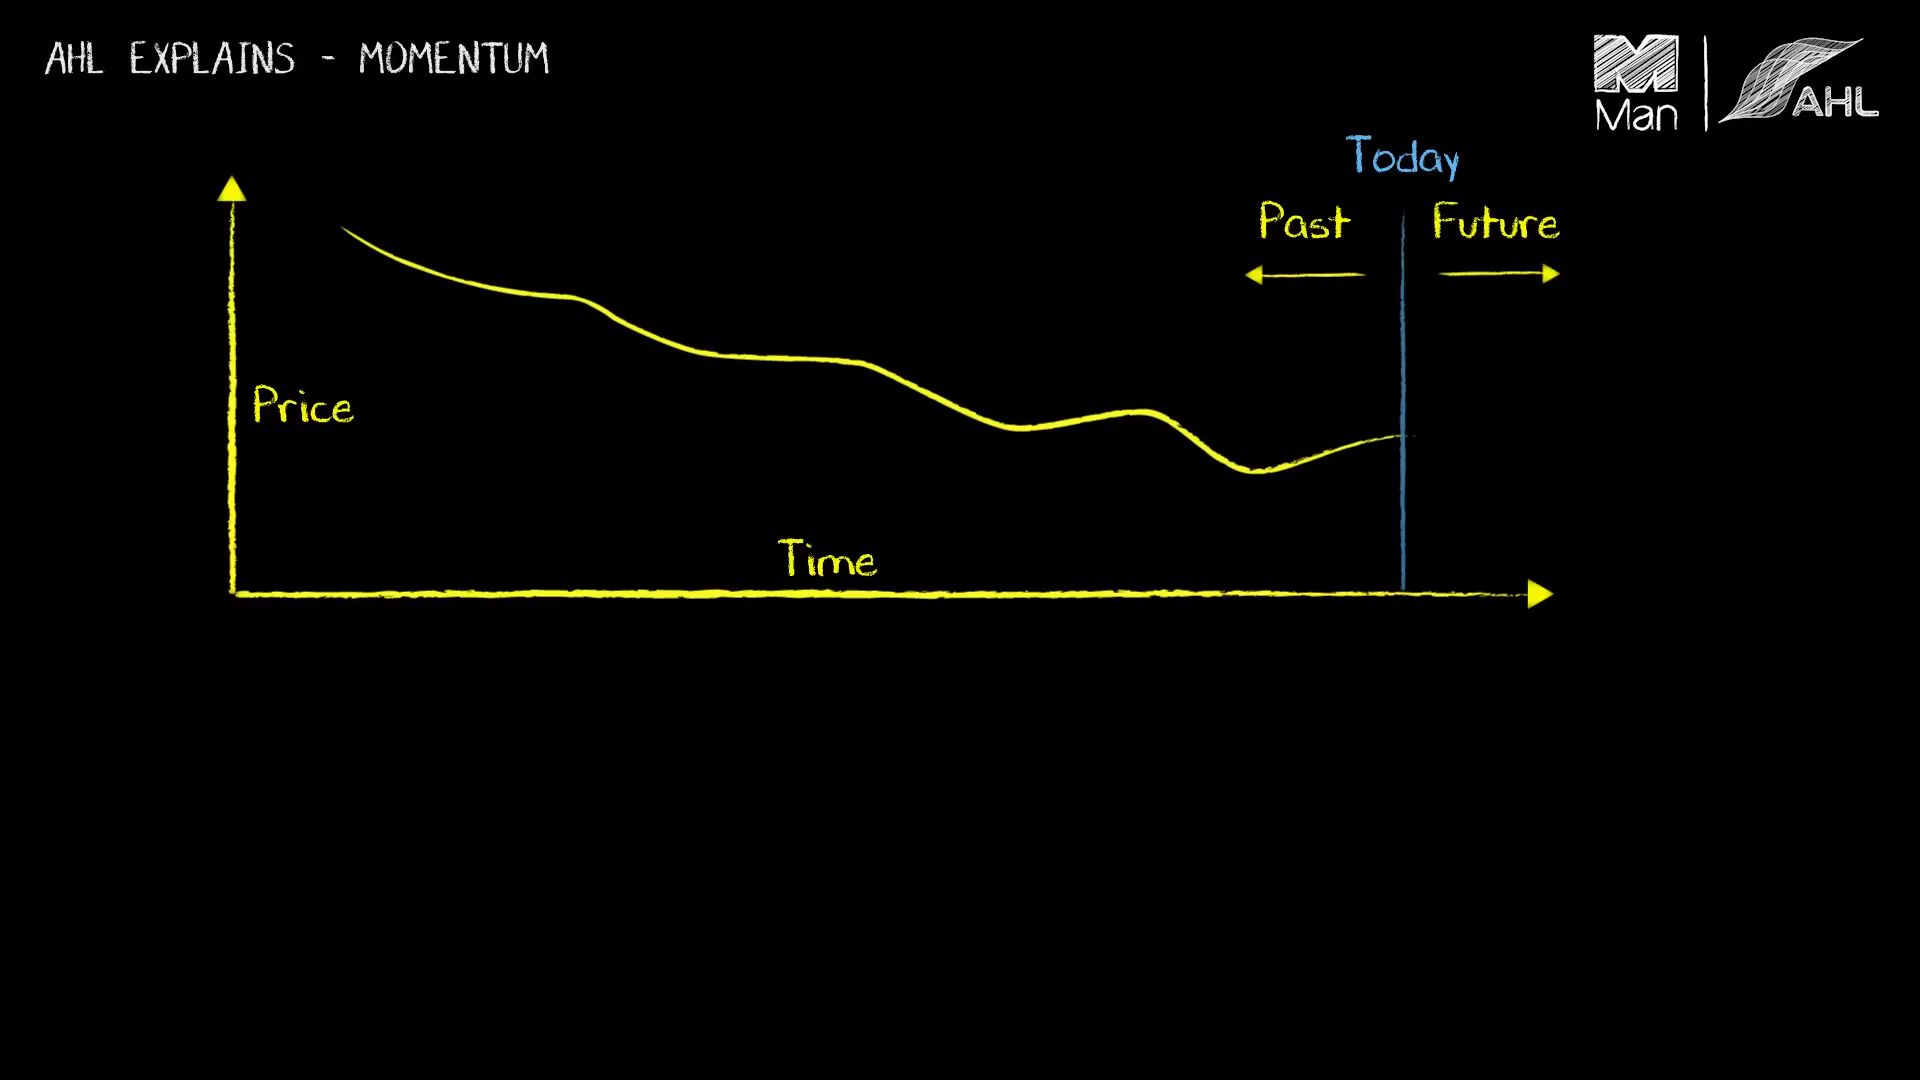 AHL EXPLAINS - MOMENTUM
M
Man
AHL
Today
Past
Future
Price
Time